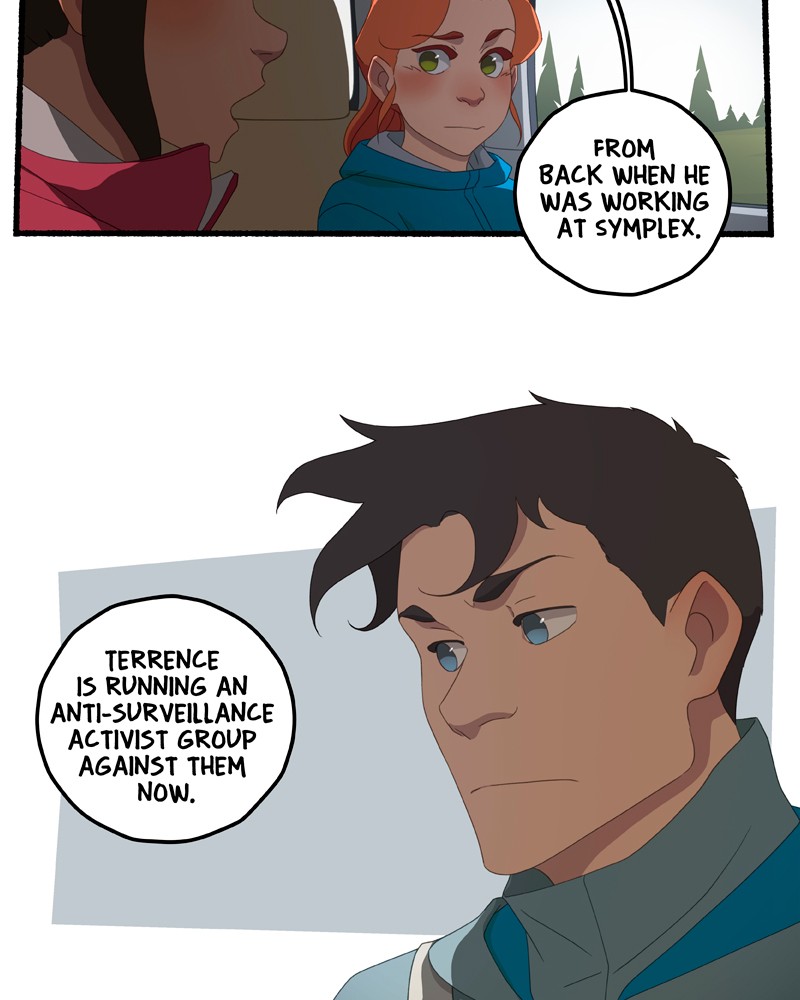 FROM
BACK WHEN HE
WAS WORKING
AT SYMPLEX.
TERRENCE
IS RUNNING AN
ANTI-SURVEILLANCE
ACTIVIST GROUP
AGAINST THEM
NOW.